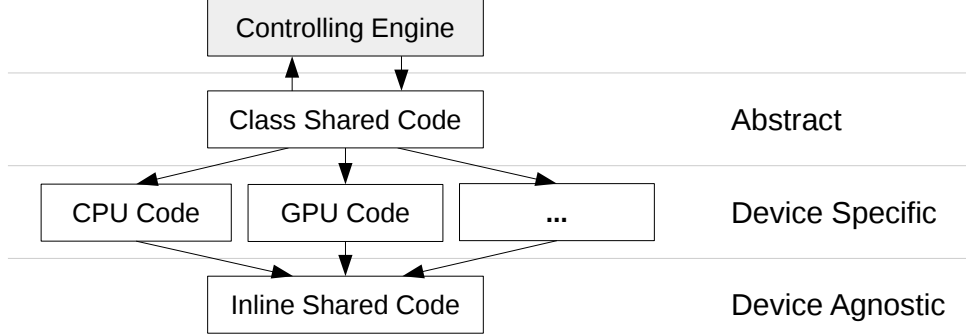 Controlling Engine
Class Shared Code
Abstract
CPU Code
GPU Code
...
Device Specific
Inline Shared Code
Device Agnostic